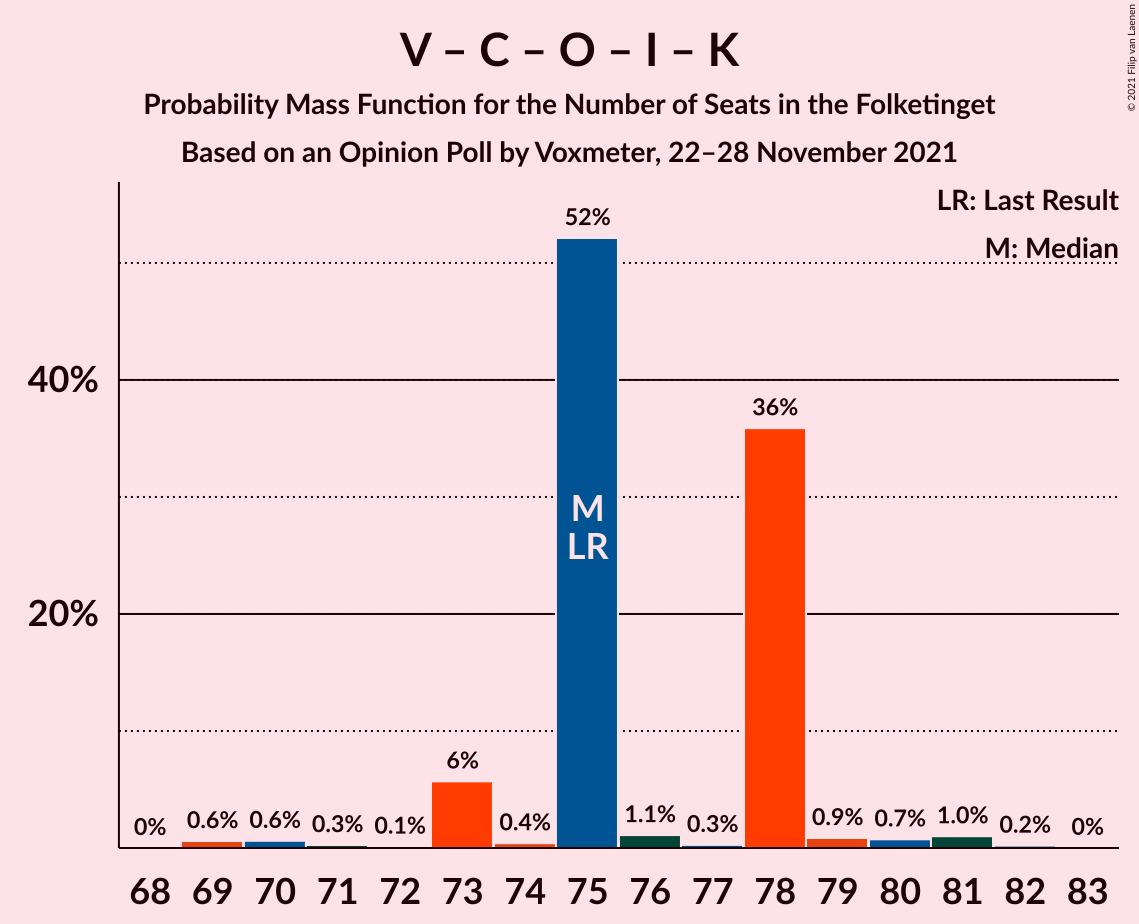 V – C – O – I – K
Probability Mass Function for the Number of Seats in the Folketinget
Based on an Opinion Poll by Voxmeter, 22–28 November 2021
© 2021 Filip van Laenen
LR: Last Result
M: Median
40%
20%
0%
0.6%
0.6%
0.3%
0.1%
6%
0.4%
52%
1.1%
0.3%
36%
0.9%
0.7%
1.0%
0.2%
0%
M
LR
68 69 70 71 72 73 74 75 76 77 78 79 80 81 82 83